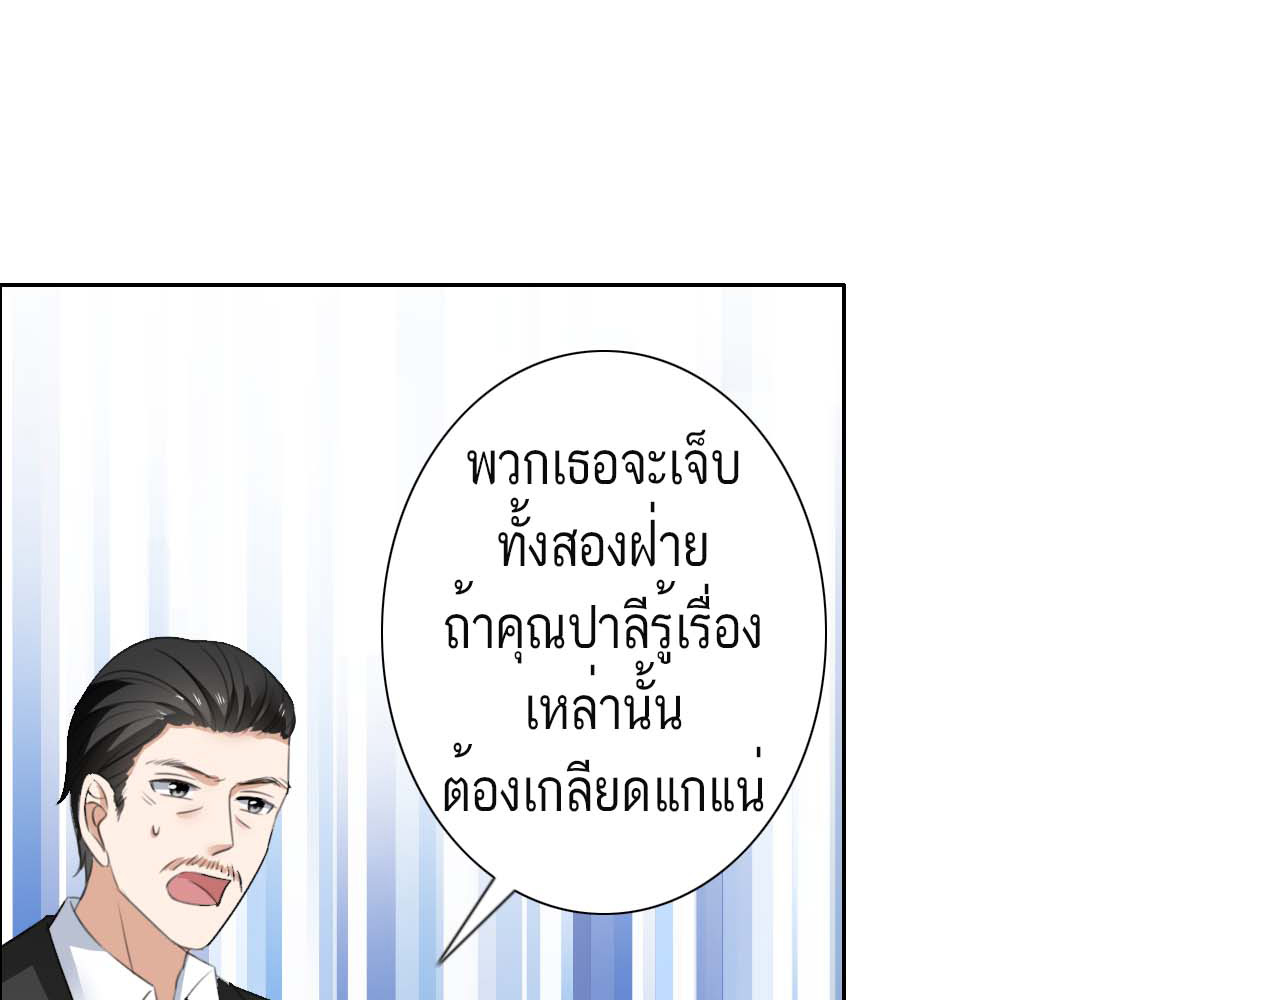 พวกเธอจะเจ็บ
ทั้งสองฝ่าย
ถ้าคุณปาลีรู้เรื่อง
เหล่านั้น
ต้องเกลียดแกแน่